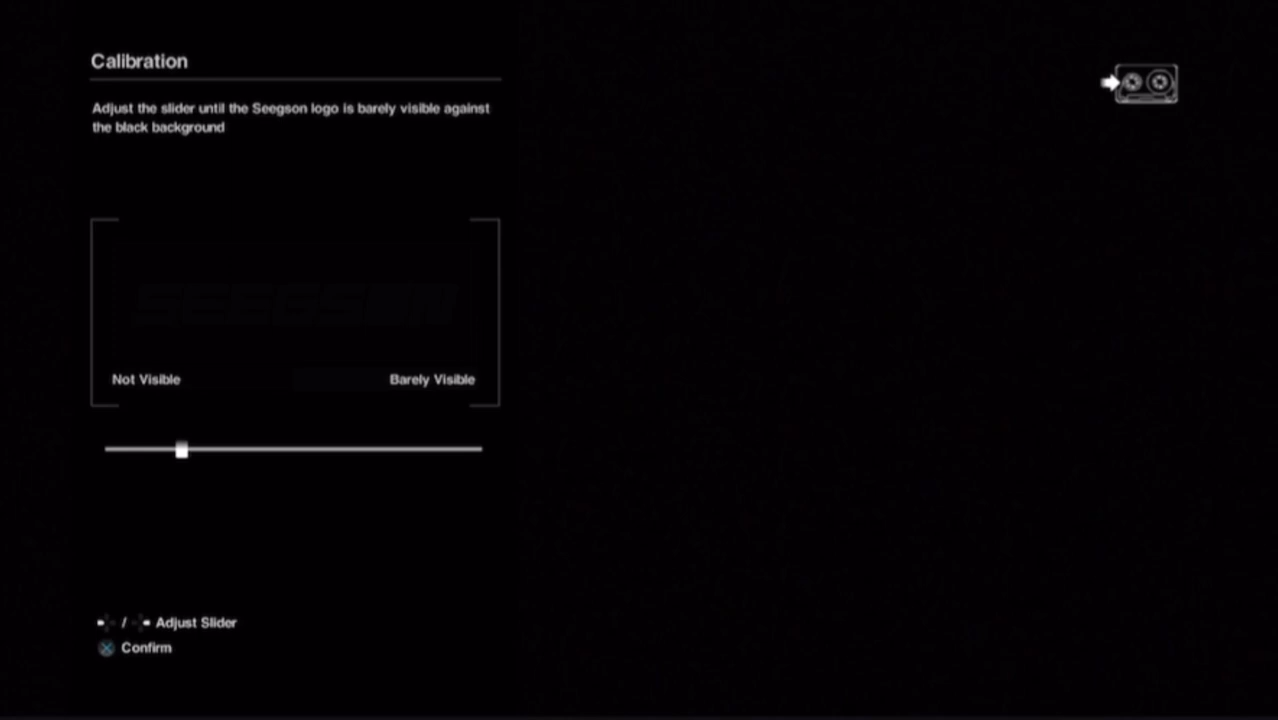 Calibration
Adjust the slider until the Seegson logo is barely visible against
the black background
SEEGSON
Not Visible
Barely Visible
/ Adjust Slider
Confirm